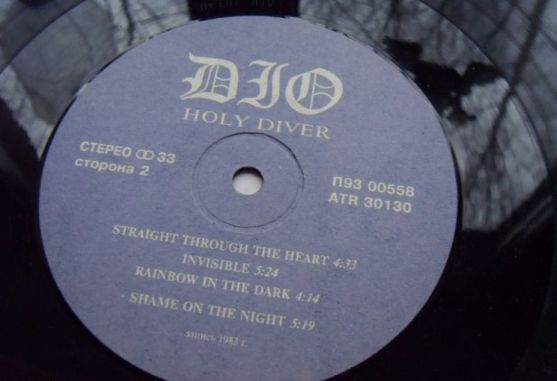 DIO
HOLY DIVER
СТЕРЕО ꝏ 33
сторона 2
П93 00558
ATR 30130
STRAIGHT THROUGH THE HEART 4:33
INVISIBLE 5:24
RAINBOW IN THE DARK 4:14
SHAME ON THE NIGHT 5:19
запись 1983 г.